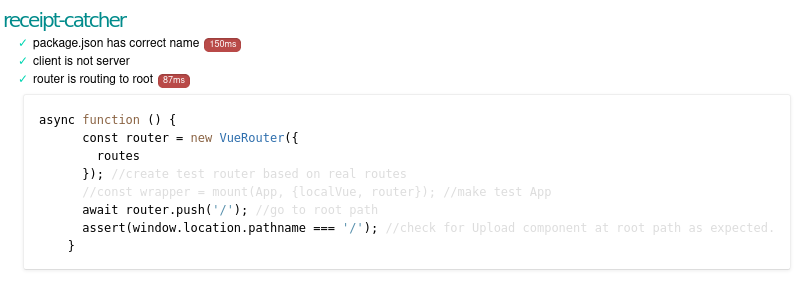 receipt-catcher
✓ package.json has correct name 150ms
✓ client is not server
✓ router is routing to root 87ms
async function () {
      const router = new VueRouter({
        routes
      }); //create test router based on real routes
      //const wrapper = mount(App, {localVue, router}); //make test App
      await router.push('/'); //go to root path
      assert(window.location.pathname === '/'); //check for Upload component at root path as expected.
    }